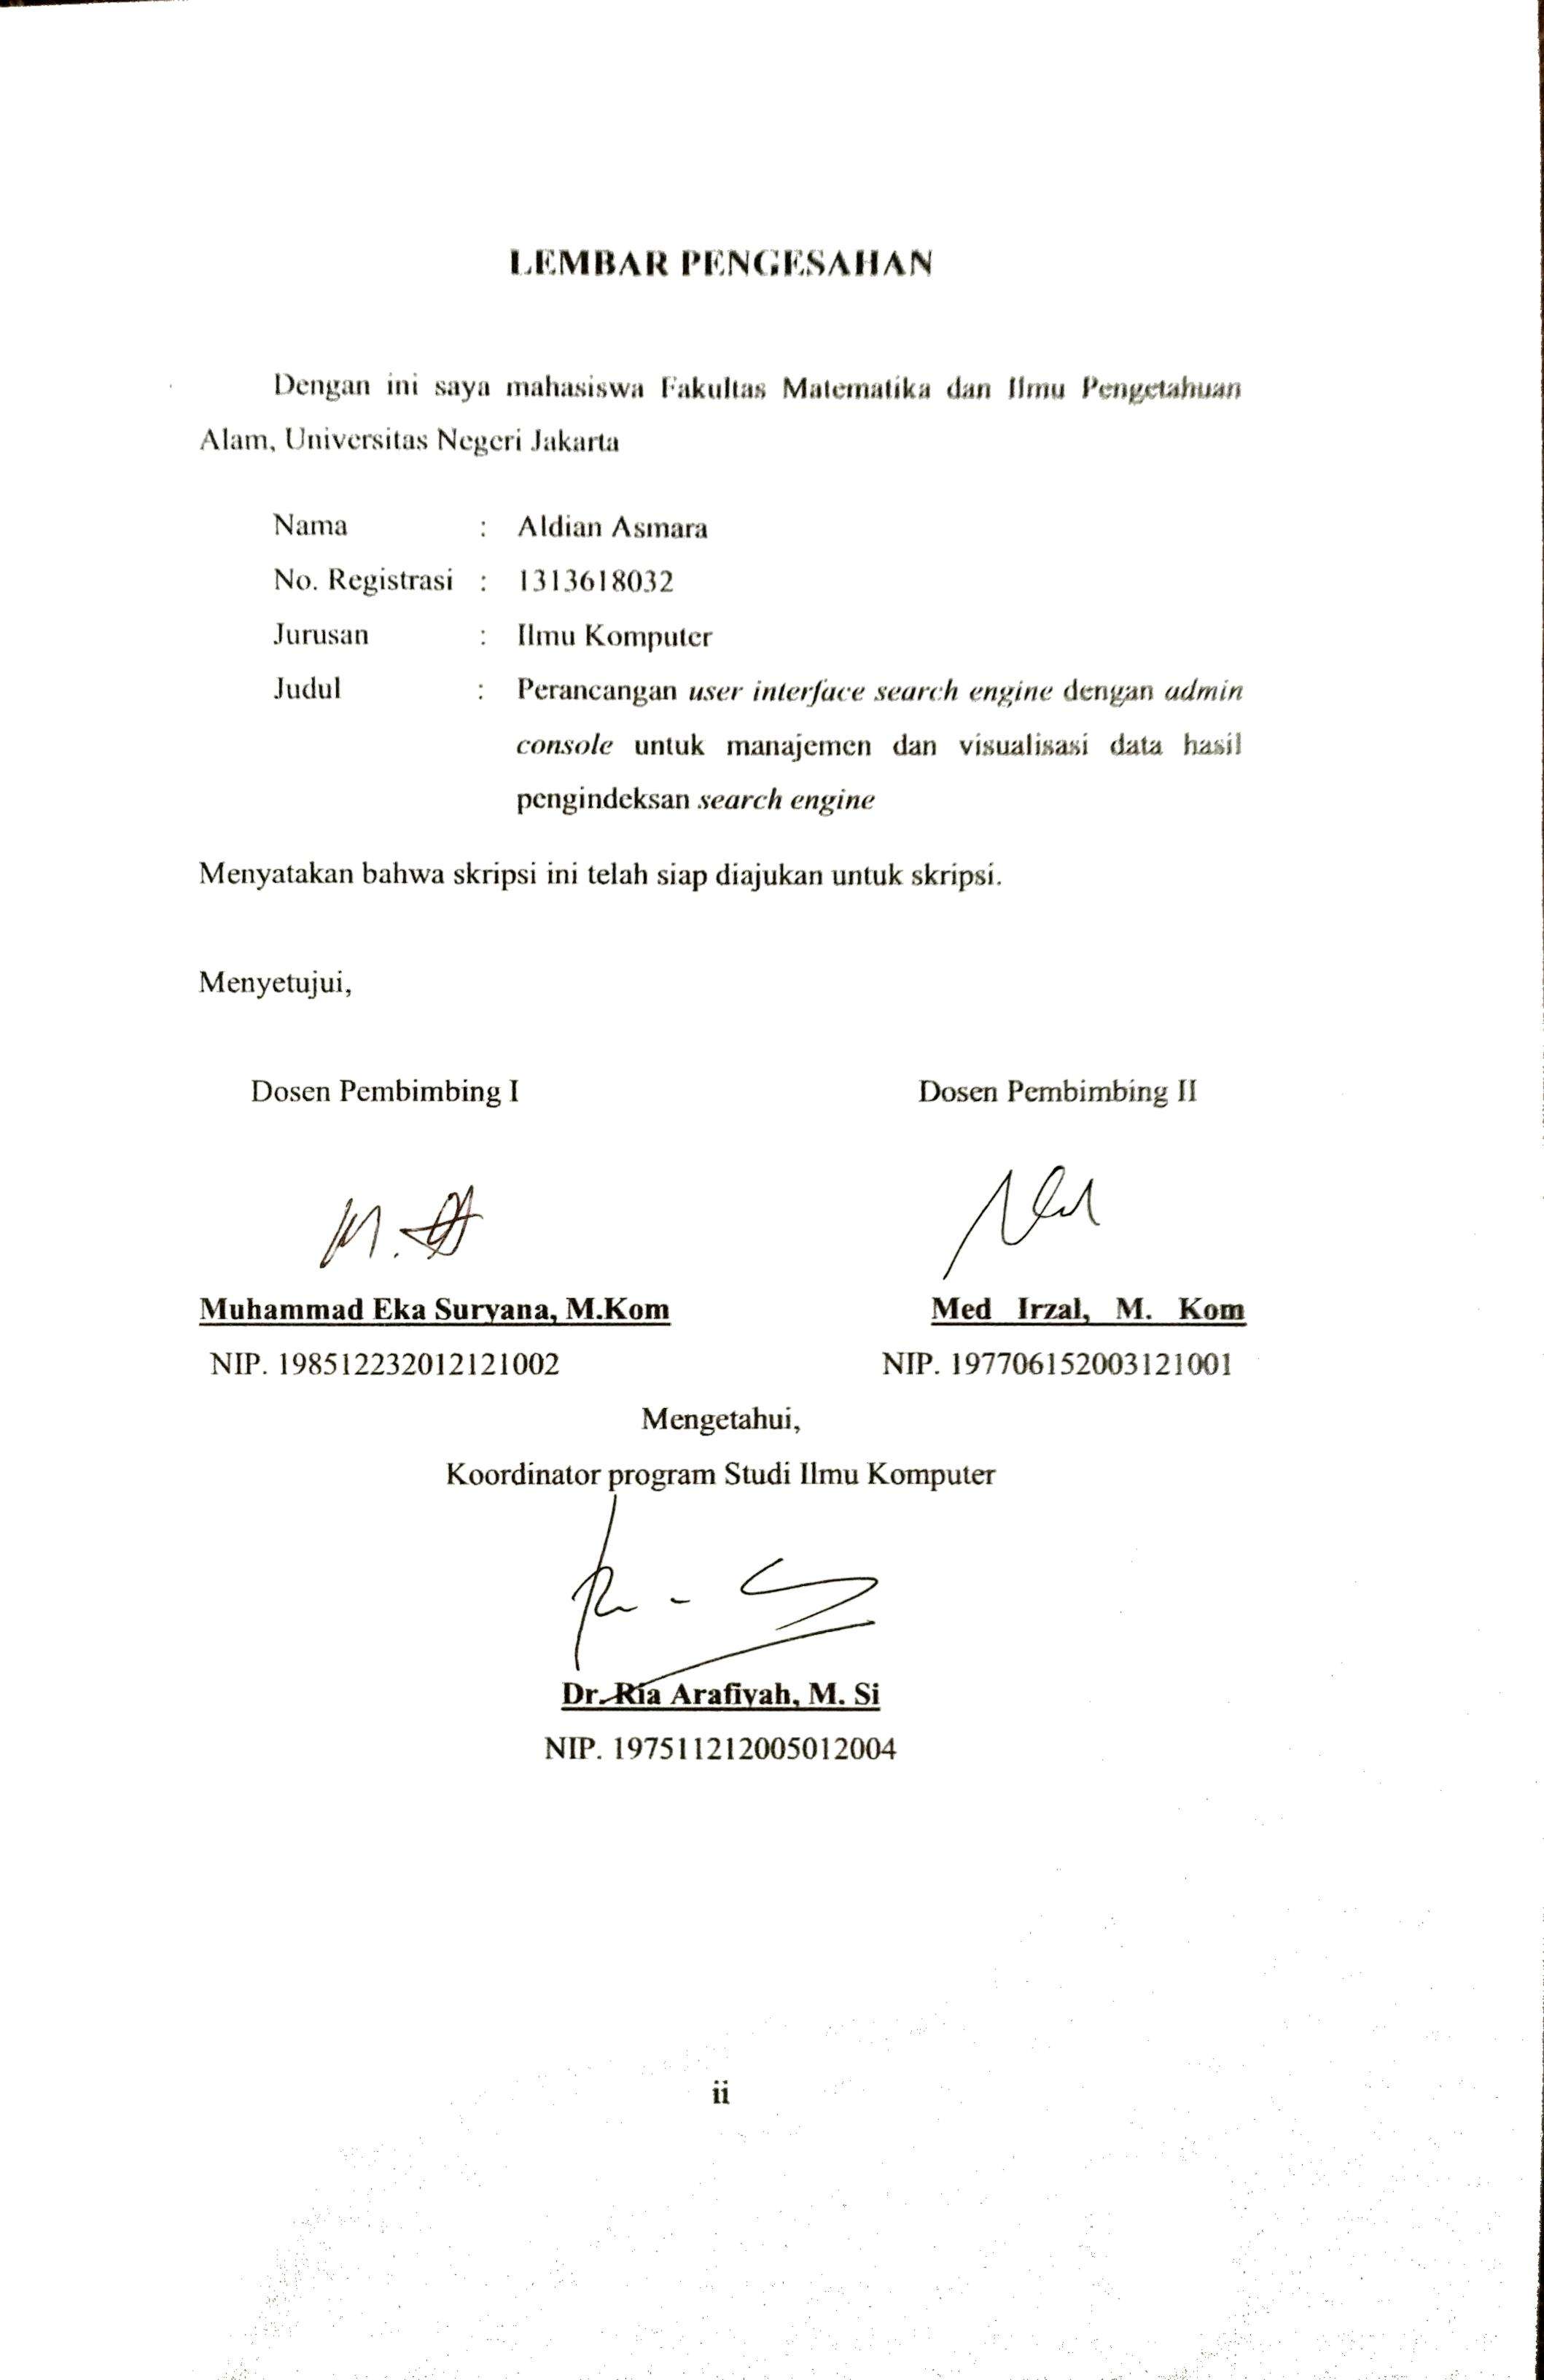 LEMBAR PENGESAHAN
Dengan ini saya mahasiswa Fakultas Matematika dan Ilmu Pengetahuan
Alam, Universitas Negeri Jakarta
Nama : Aldian Asmara
No. Registrasi : 1313618032
Jurusan : Ilmu Komputer
Judul : Perancangan user interface search engine dengan admin
console untuk manajemen dan visualisasi data hasil
pengindeksan search engine
Menyatakan bahwa skripsi ini telah siap diajukan untuk skripsi.
Menyetujui,
Dosen Pembimbing I Dosen Pembimbing II
Muhammad Eka Suryana, M.Kom Med Irzal, M. Kom
NIP. 198512232012121002 NIP. 197706152003121001
Mengetahui,
Koordinator program Studi Ilmu Komputer
Dr. Ria Arafiyah, M. Si
NIP. 197511212005012004
ii